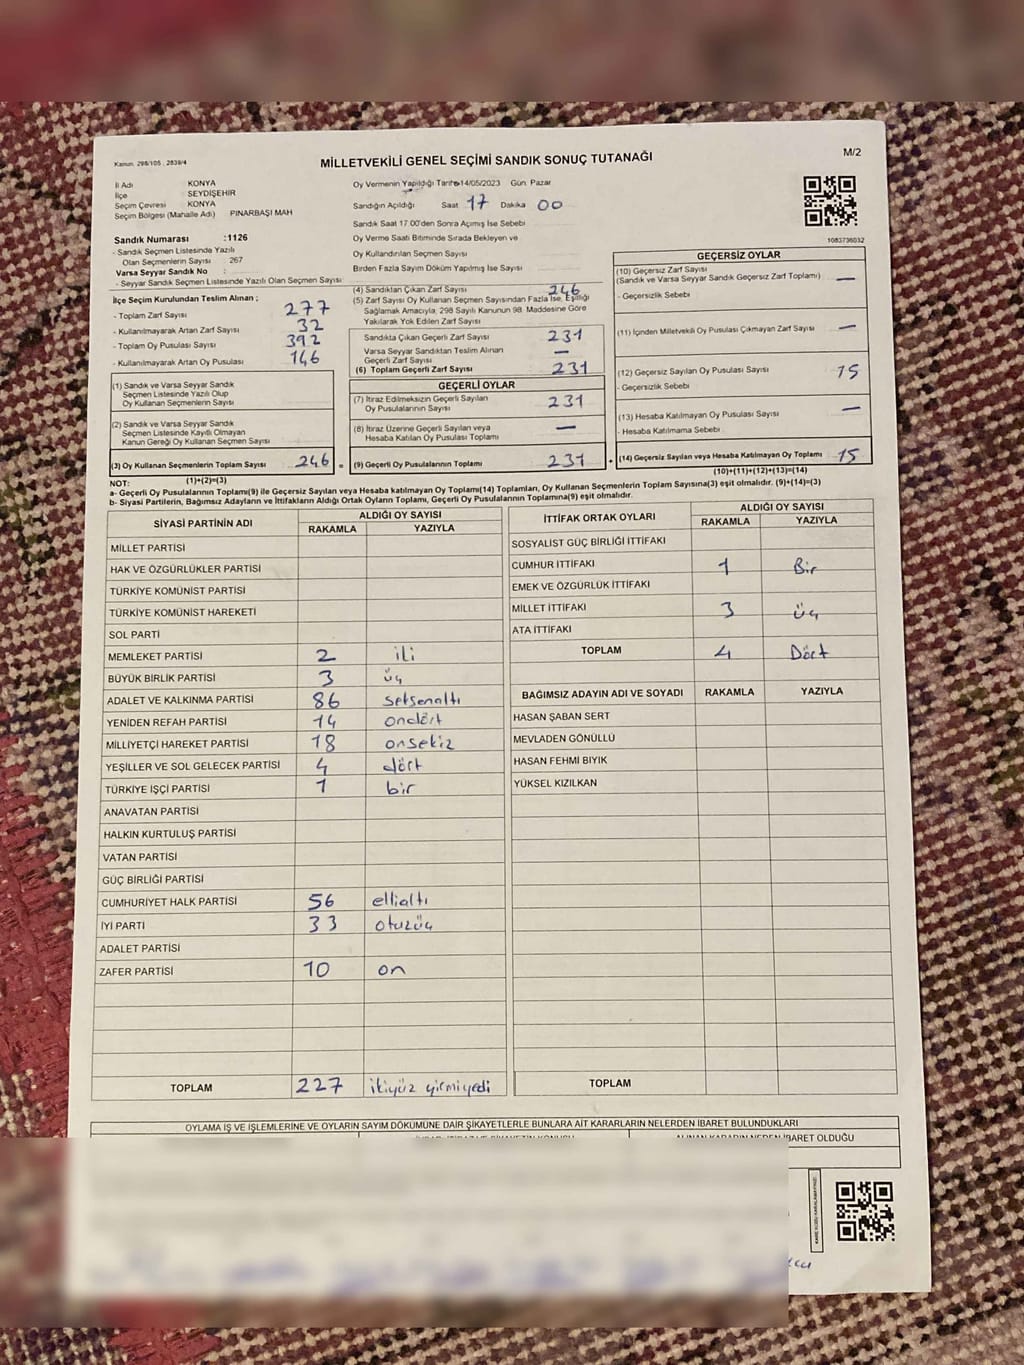 Kanun: 298/105 ; 2839/4
MİLLETVEKİLİ GENEL SEÇİMİ SANDIK SONUÇ TUTANAĞI
M/2
İl Adı KONYA
İlçe SEYDİŞEHİR
Seçim Çevresi KONYA
Seçim Bölgesi (Mahalle Adı) PINARBAŞI MAH
Oy Vermenin Yapıldığı Tarih 14/05/2023 Gün: Pazar
Sandığın Açıldığı Saat 17 Dakika 00
Sandık Saat 17.00'den Sonra Açımış İse Sebebi
Oy Verme Saati Bitiminde Sırada Bekleyen ve
Oy Kullandırılan Seçmen Sayısı
Birden Fazla Sayım Döküm Yapılmış İse Sayısı
1083736032
Sandık Numarası :1126
- Sandık Seçmen Listesinde Yazılı
Olan Seçmenlerin Sayısı : 267
Varsa Seyyar Sandık No :
- Seyyar Sandık Seçmen Listesinde Yazılı Olan Seçmen Sayısı:
İlçe Seçim Kurulundan Teslim Alınan ;
- Toplam Zarf Sayısı 277
- Kullanılmayarak Artan Zarf Sayısı 32
- Toplam Oy Pusulası Sayısı 392
- Kullanılmayarak Artan Oy Pusulası 146
(1) Sandık ve Varsa Seyyar Sandık
Seçmen Listesinde Yazılı Olup
Oy Kullanan Seçmenlerin Sayısı
(2) Sandık ve Varsa Seyyar Sandık
Seçmen Listesinde Kayıtlı Olmayan
Kanun Gereği Oy Kullanan Seçmen Sayısı
(3) Oy Kullanan Seçmenlerin Toplam Sayısı 246
(1)+(2)=(3)
(4) Sandıktan Çıkan Zarf Sayısı 246
(5) Zarf Sayısı Oy Kullanan Seçmen Sayısından Fazla İse, Eşitliği
Sağlamak Amacıyla, 298 Sayılı Kanunun 98. Maddesine Göre
Yakılarak Yok Edilen Zarf Sayısı
Sandıkta Çıkan Geçerli Zarf Sayısı 231
Varsa Seyyar Sandıktan Teslim Alınan
Geçerli Zarf Sayısı —
(6) Toplam Geçerli Zarf Sayısı 231
GEÇERLİ OYLAR
(7) İtiraz Edilmeksizin Geçerli Sayılan
Oy Pusulalarının Sayısı 231
(8) İtiraz Üzerine Geçerli Sayılan veya
Hesaba Katılan Oy Pusulası Toplamı —
= (9) Geçerli Oy Pusulalarının Toplamı 231
GEÇERSİZ OYLAR
(10) Geçersiz Zarf Sayısı
(Sandık ve Varsa Seyyar Sandık Geçersiz Zarf Toplamı) —
- Geçersizlik Sebebi
(11) İçinden Milletvekili Oy Pusulası Çıkmayan Zarf Sayısı —
(12) Geçersiz Sayılan Oy Pusulası Sayısı 15
- Geçersizlik Sebebi
(13) Hesaba Katılmayan Oy Pusulası Sayısı —
- Hesaba Katılmama Sebebi
+ (14) Geçersiz Sayılan veya Hesaba Katılmayan Oy Toplamı 15
(10)+(11)+(12)+(13)=(14)
NOT:
a- Geçerli Oy Pusulalarının Toplamı(9) ile Geçersiz Sayılan veya Hesaba katılmayan Oy Toplamı(14) Toplamları, Oy Kullanan Seçmenlerin Toplam Sayısına(3) eşit olmalıdır. (9)+(14)=(3)
b- Siyasi Partilerin, Bağımsız Adayların ve İttifakların Aldığı Ortak Oyların Toplamı, Geçerli Oy Pusulalarının Toplamına(9) eşit olmalıdır.
SİYASİ PARTİNİN ADI ALDIĞI OY SAYISI
RAKAMLA YAZIYLA
MİLLET PARTİSİ
HAK VE ÖZGÜRLÜKLER PARTİSİ
TÜRKİYE KOMÜNİST PARTİSİ
TÜRKİYE KOMÜNİST HAREKETİ
SOL PARTİ
MEMLEKET PARTİSİ 2 iki
BÜYÜK BİRLİK PARTİSİ 3 üç
ADALET VE KALKINMA PARTİSİ 86 seksenaltı
YENİDEN REFAH PARTİSİ 14 ondört
MİLLİYETÇİ HAREKET PARTİSİ 18 onsekiz
YEŞİLLER VE SOL GELECEK PARTİSİ 4 dört
TÜRKİYE İŞÇİ PARTİSİ 1 bir
ANAVATAN PARTİSİ
HALKIN KURTULUŞ PARTİSİ
VATAN PARTİSİ
GÜÇ BİRLİĞİ PARTİSİ
CUMHURİYET HALK PARTİSİ 56 ellialtı
İYİ PARTİ 33 otuzüç
ADALET PARTİSİ
ZAFER PARTİSİ 10 on
TOPLAM 227 ikiyüz yirmiyedi
İTTİFAK ORTAK OYLARI ALDIĞI OY SAYISI
RAKAMLA YAZIYLA
SOSYALİST GÜÇ BİRLİĞİ İTTİFAKI
CUMHUR İTTİFAKI 1 Bir
EMEK VE ÖZGÜRLÜK İTTİFAKI
MİLLET İTTİFAKI 3 üç
ATA İTTİFAKI
TOPLAM 4 Dört
BAĞIMSIZ ADAYIN ADI VE SOYADI RAKAMLA YAZIYLA
HASAN ŞABAN SERT
MEVLADEN GÖNÜLLÜ
HASAN FEHMİ BIYIK
YÜKSEL KIZILKAN
TOPLAM
OYLAMA İŞ VE İŞLEMLERİNE VE OYLARIN SAYIM DÖKÜMÜNE DAİR ŞİKAYETLERLE BUNLARA AİT KARARLARIN NELERDEN İBARET BULUNDUKLARI
ALINAN KARARIN NEDEN İBARET OLDUĞU